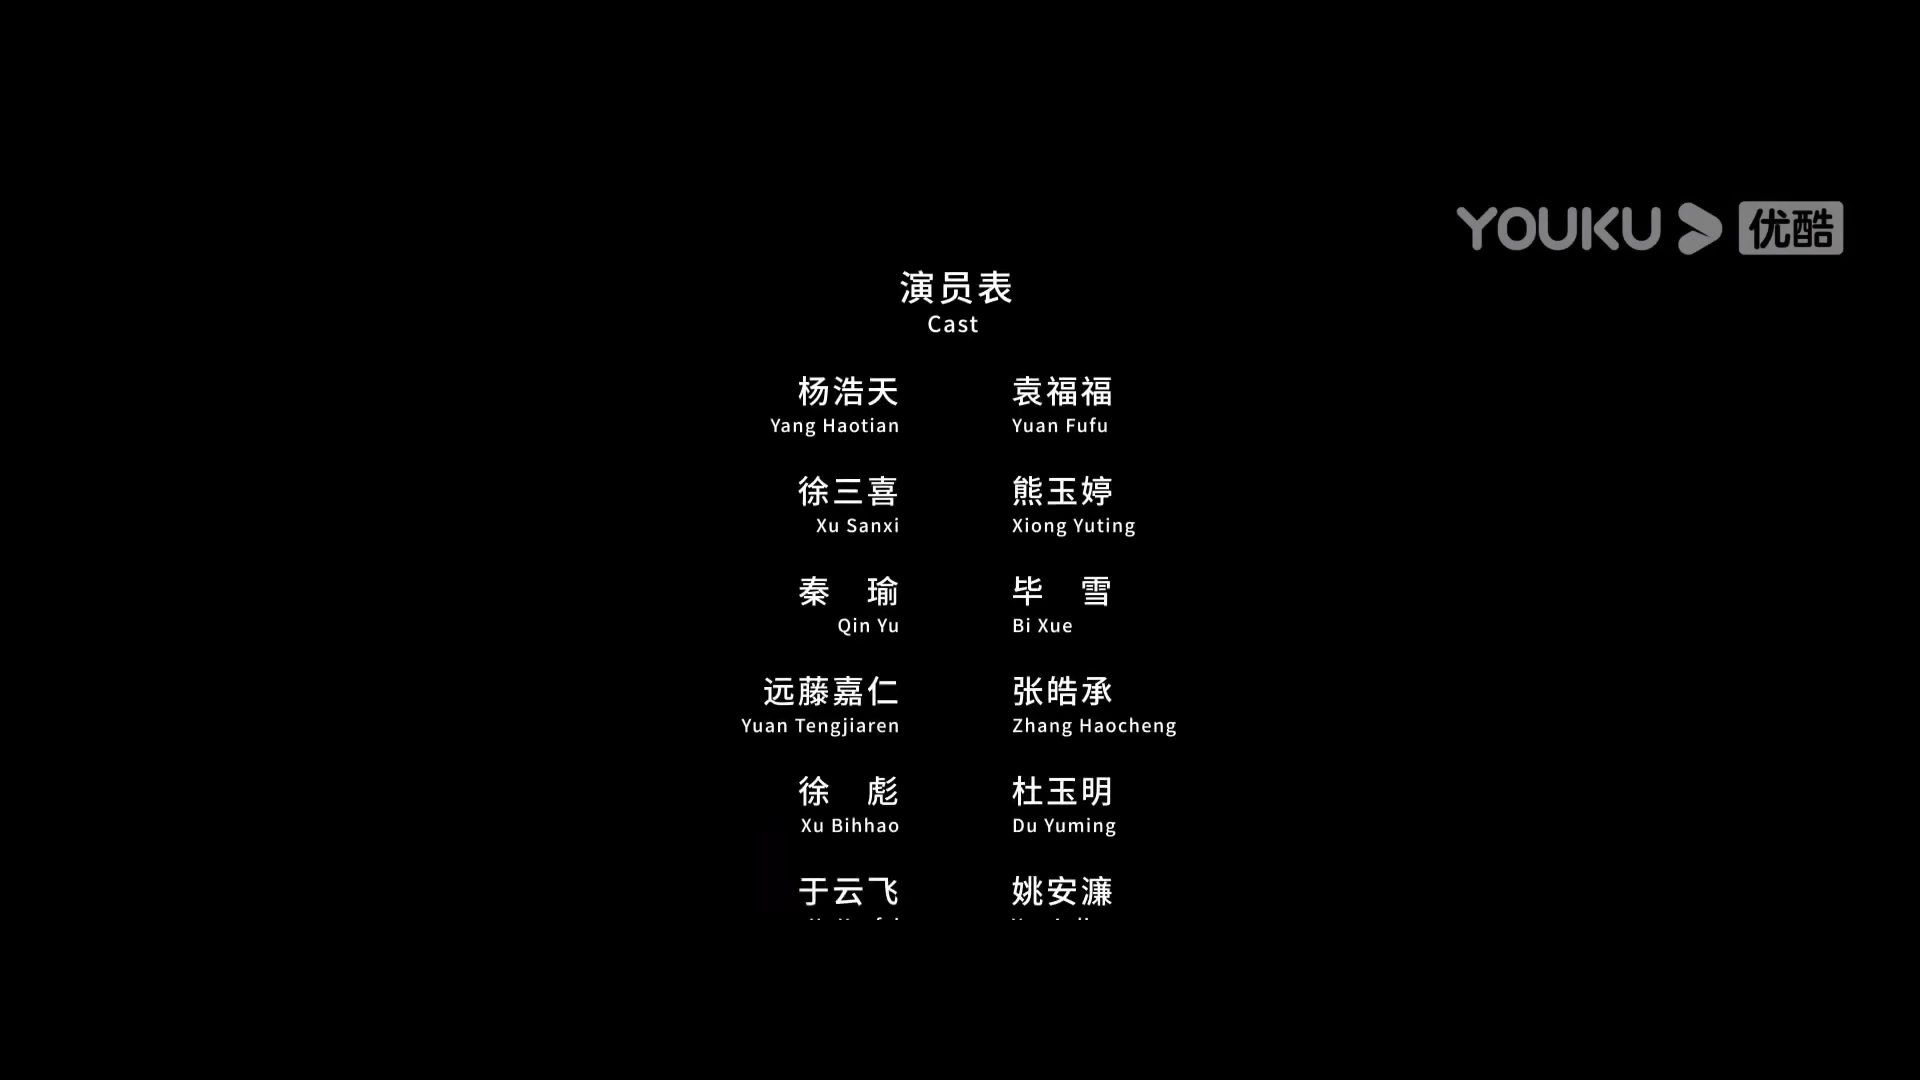 YOUKU 优酷
演员表
Cast
杨浩天 袁福福
Yang Haotian Yuan Fufu
徐三喜 熊玉婷
Xu Sanxi Xiong Yuting
秦 瑜 毕 雪
Qin Yu Bi Xue
远藤嘉仁 张皓承
Yuan Tengjiaren Zhang Haocheng
徐 彪 杜玉明
Xu Bihhao Du Yuming
于云飞 姚安濂